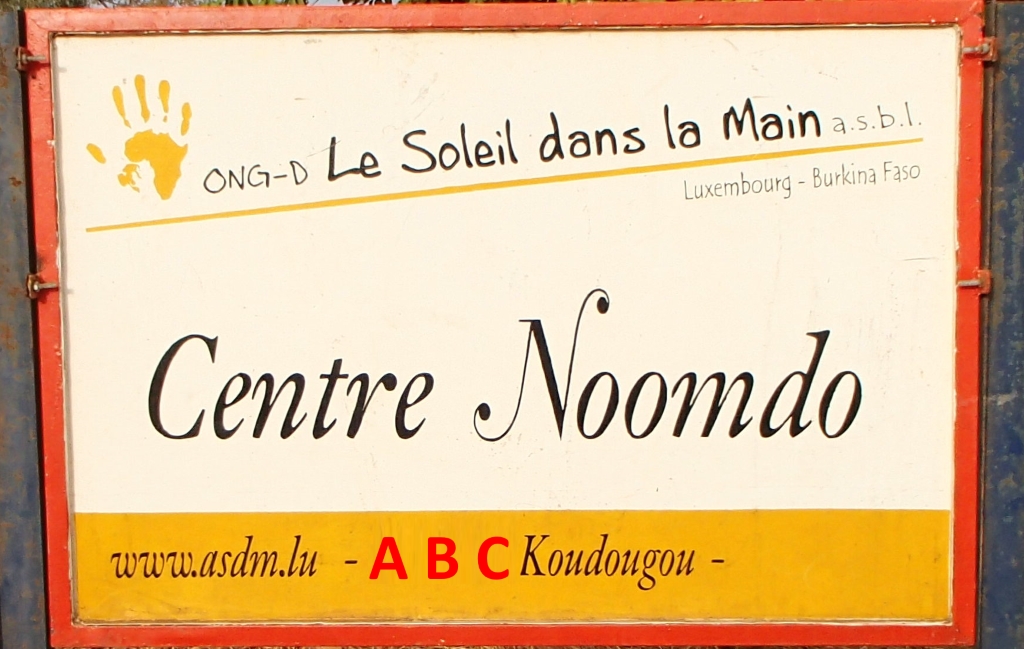 ONG-D Le Soleil dans la Main a.s.b.l.
Luxembourg - Burkina Faso
Centre Noomdo
www.asdm.lu - A B C Koudougou -